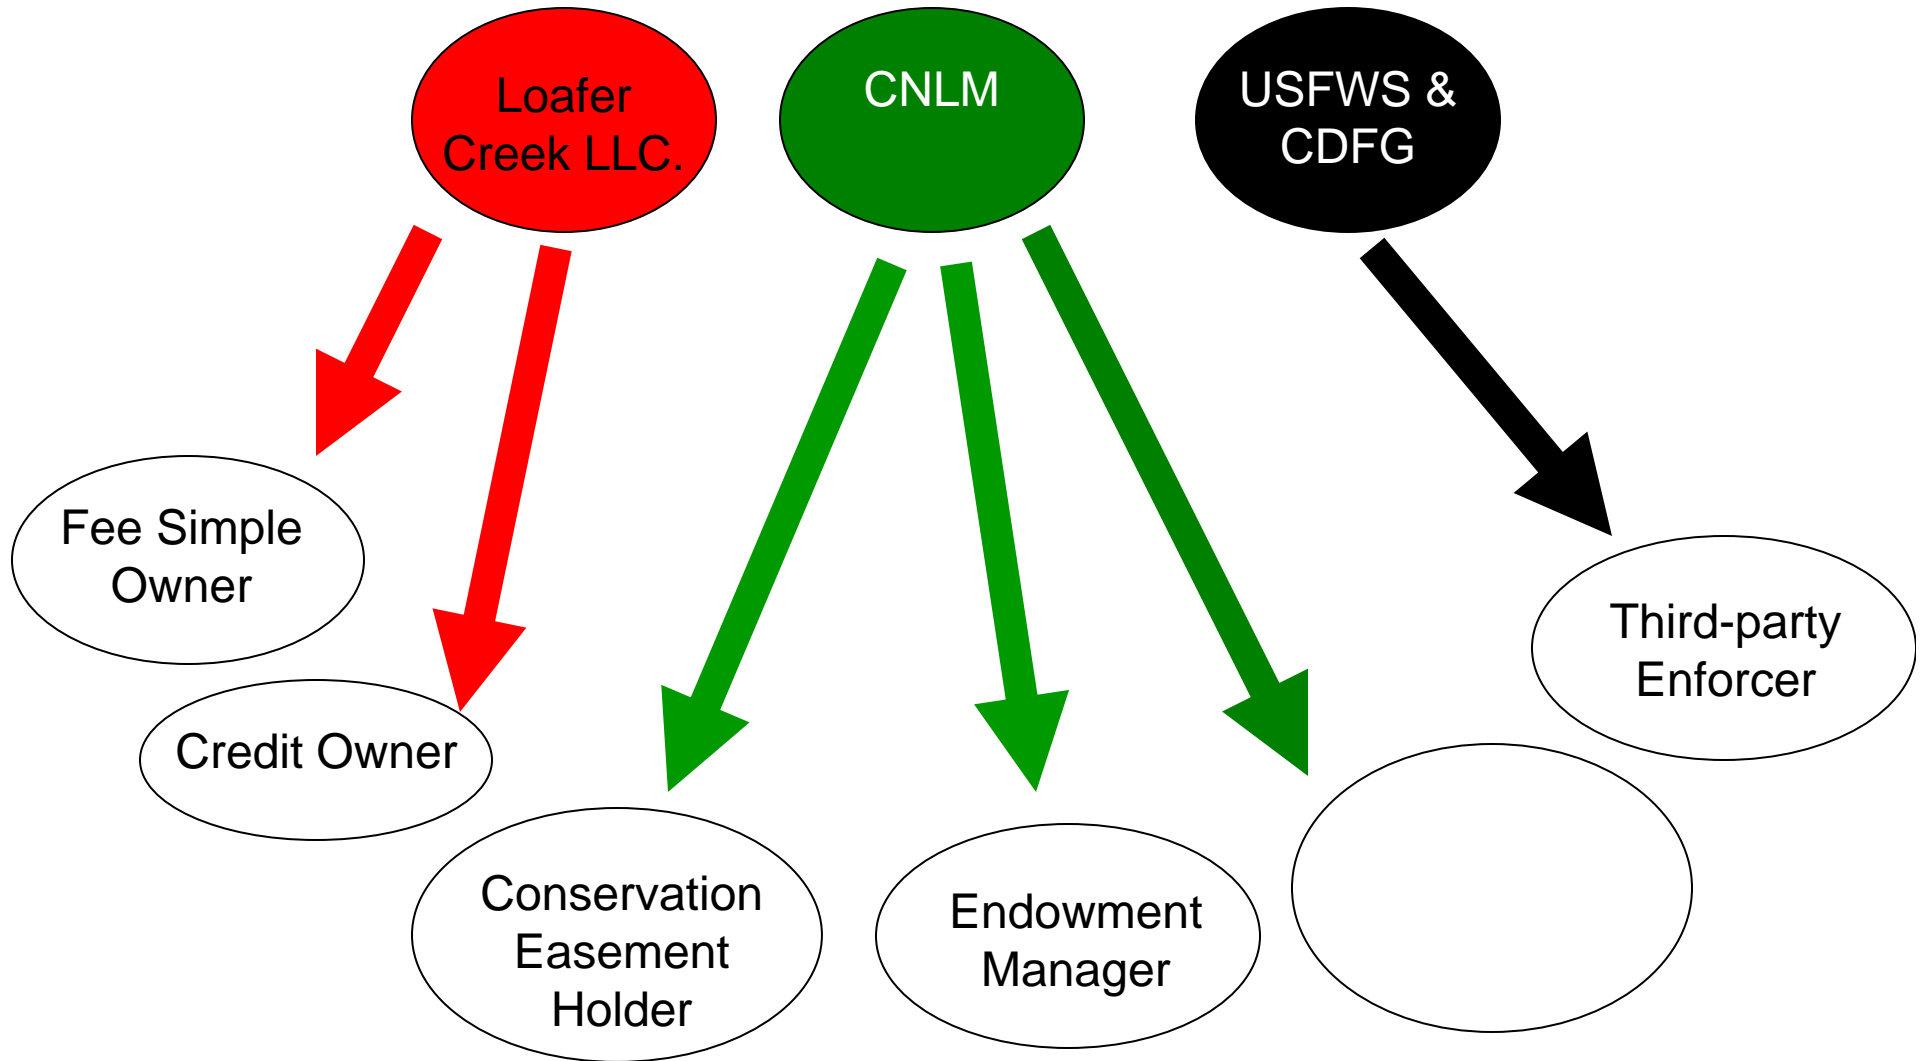 Loafer
Creek LLC.
CNLM
USFWS &
CDFG
Fee Simple
Owner
Credit Owner
Conservation
Easement
Holder
Endowment
Manager
Third-party
Enforcer